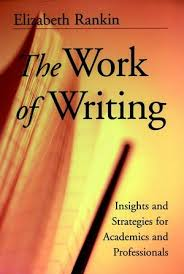 Elizabeth Rankin
The Work
of Writing
Insights and
Strategies for
Academics and
Professionals